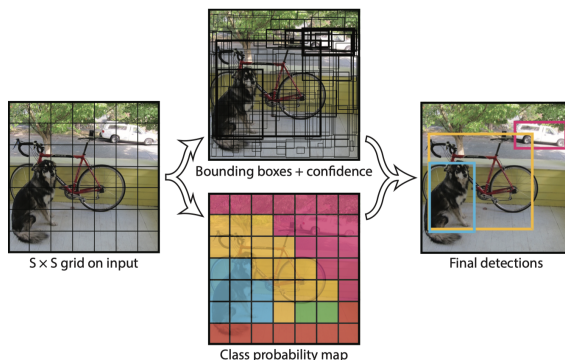 Bounding boxes + confidence
S × S grid on input
Final detections
Class probability map